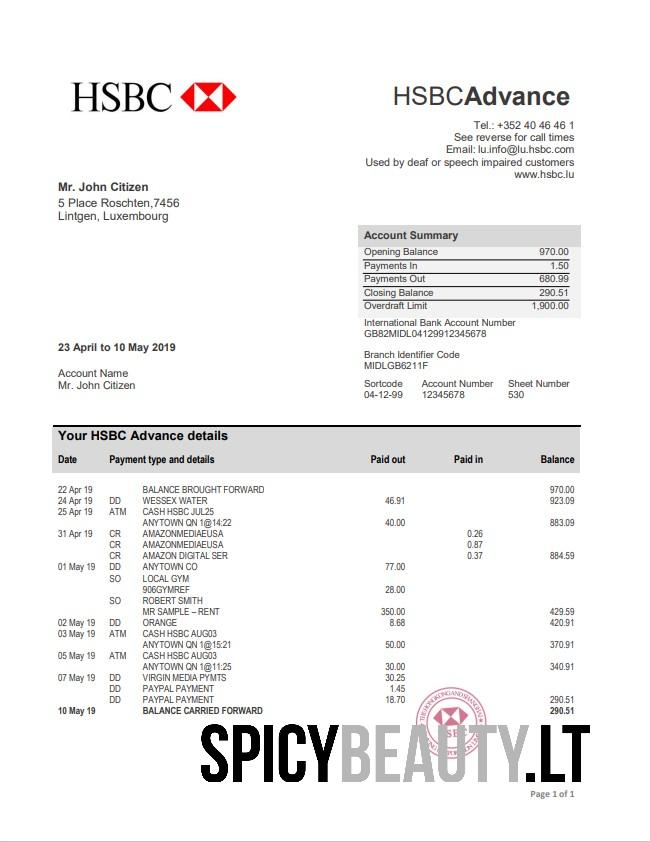 HSBC
HSBCAdvance
Tel.: +352 40 46 46 1
See reverse for call times
Email: lu.info@lu.hsbc.com
Used by deaf or speech impaired customers
www.hsbc.lu
Mr. John Citizen
5 Place Roschten,7456
Lintgen, Luxembourg
Account Summary
Opening Balance 970.00
Payments In 1.50
Payments Out 680.99
Closing Balance 290.51
Overdraft Limit 1,900.00
International Bank Account Number
GB82MIDL04129912345678
23 April to 10 May 2019
Branch Identifier Code
MIDLGB6211F
Account Name
Mr. John Citizen
Sortcode Account Number Sheet Number
04-12-99 12345678 530
Your HSBC Advance details
Date Payment type and details Paid out Paid in Balance
22 Apr 19 BALANCE BROUGHT FORWARD 970.00
24 Apr 19 DD WESSEX WATER 46.91 923.09
25 Apr 19 ATM CASH HSBC JUL25
ANYTOWN QN 1@14:22 40.00 883.09
31 Apr 19 CR AMAZONMEDIAEUSA 0.26
CR AMAZONMEDIAEUSA 0.87
CR AMAZON DIGITAL SER 0.37 884.59
01 May 19 DD ANYTOWN CO 77.00
SO LOCAL GYM
906GYMREF 28.00
SO ROBERT SMITH
MR SAMPLE – RENT 350.00 429.59
02 May 19 DD ORANGE 8.68 420.91
03 May 19 ATM CASH HSBC AUG03
ANYTOWN QN 1@15:21 50.00 370.91
05 May 19 ATM CASH HSBC AUG03
ANYTOWN QN 1@11:25 30.00 340.91
07 May 19 DD VIRGIN MEDIA PYMTS 30.25
DD PAYPAL PAYMENT 1.45
DD PAYPAL PAYMENT 18.70 290.51
10 May 19 BALANCE CARRIED FORWARD 290.51
SPICYBEAUTY.LT
Page 1 of 1